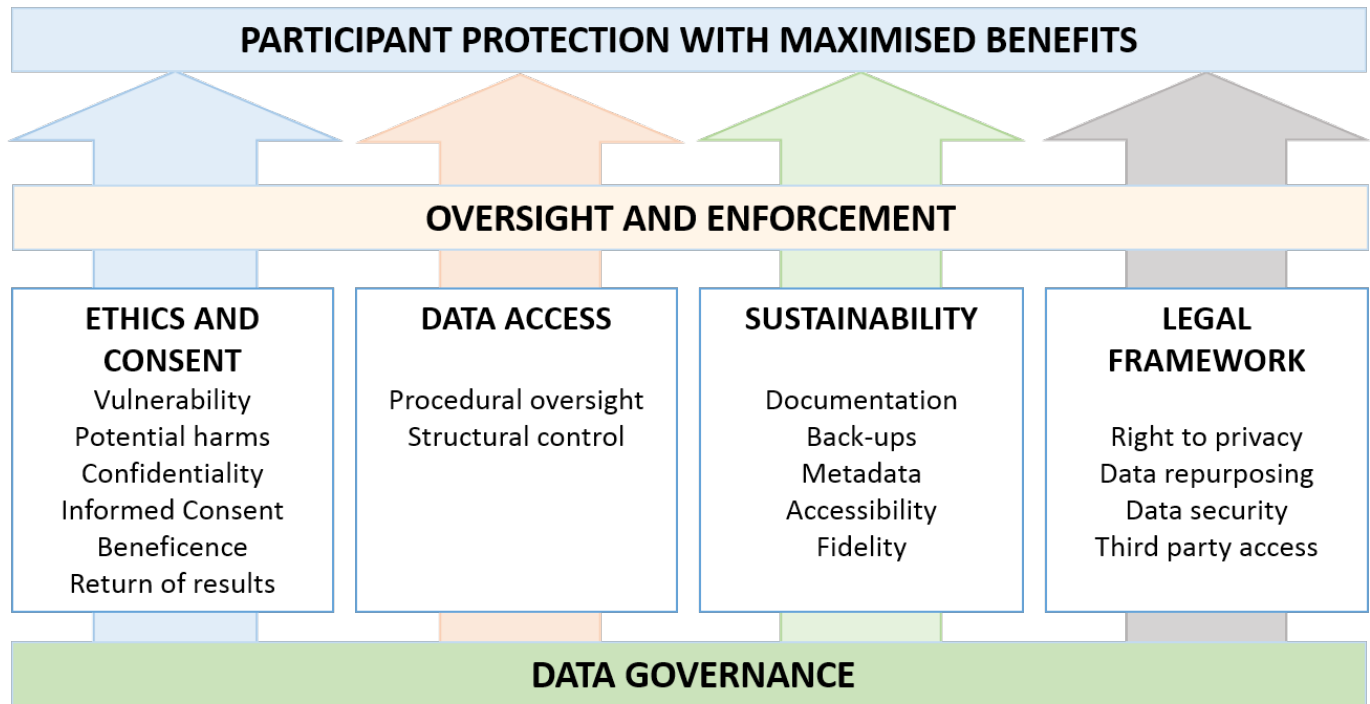 PARTICIPANT PROTECTION WITH MAXIMISED BENEFITS
OVERSIGHT AND ENFORCEMENT
ETHICS AND
CONSENT
Vulnerability
Potential harms
Confidentiality
Informed Consent
Beneficence
Return of results
DATA ACCESS
Procedural oversight
Structural control
SUSTAINABILITY
Documentation
Back-ups
Metadata
Accessibility
Fidelity
LEGAL
FRAMEWORK
Right to privacy
Data repurposing
Data security
Third party access
DATA GOVERNANCE